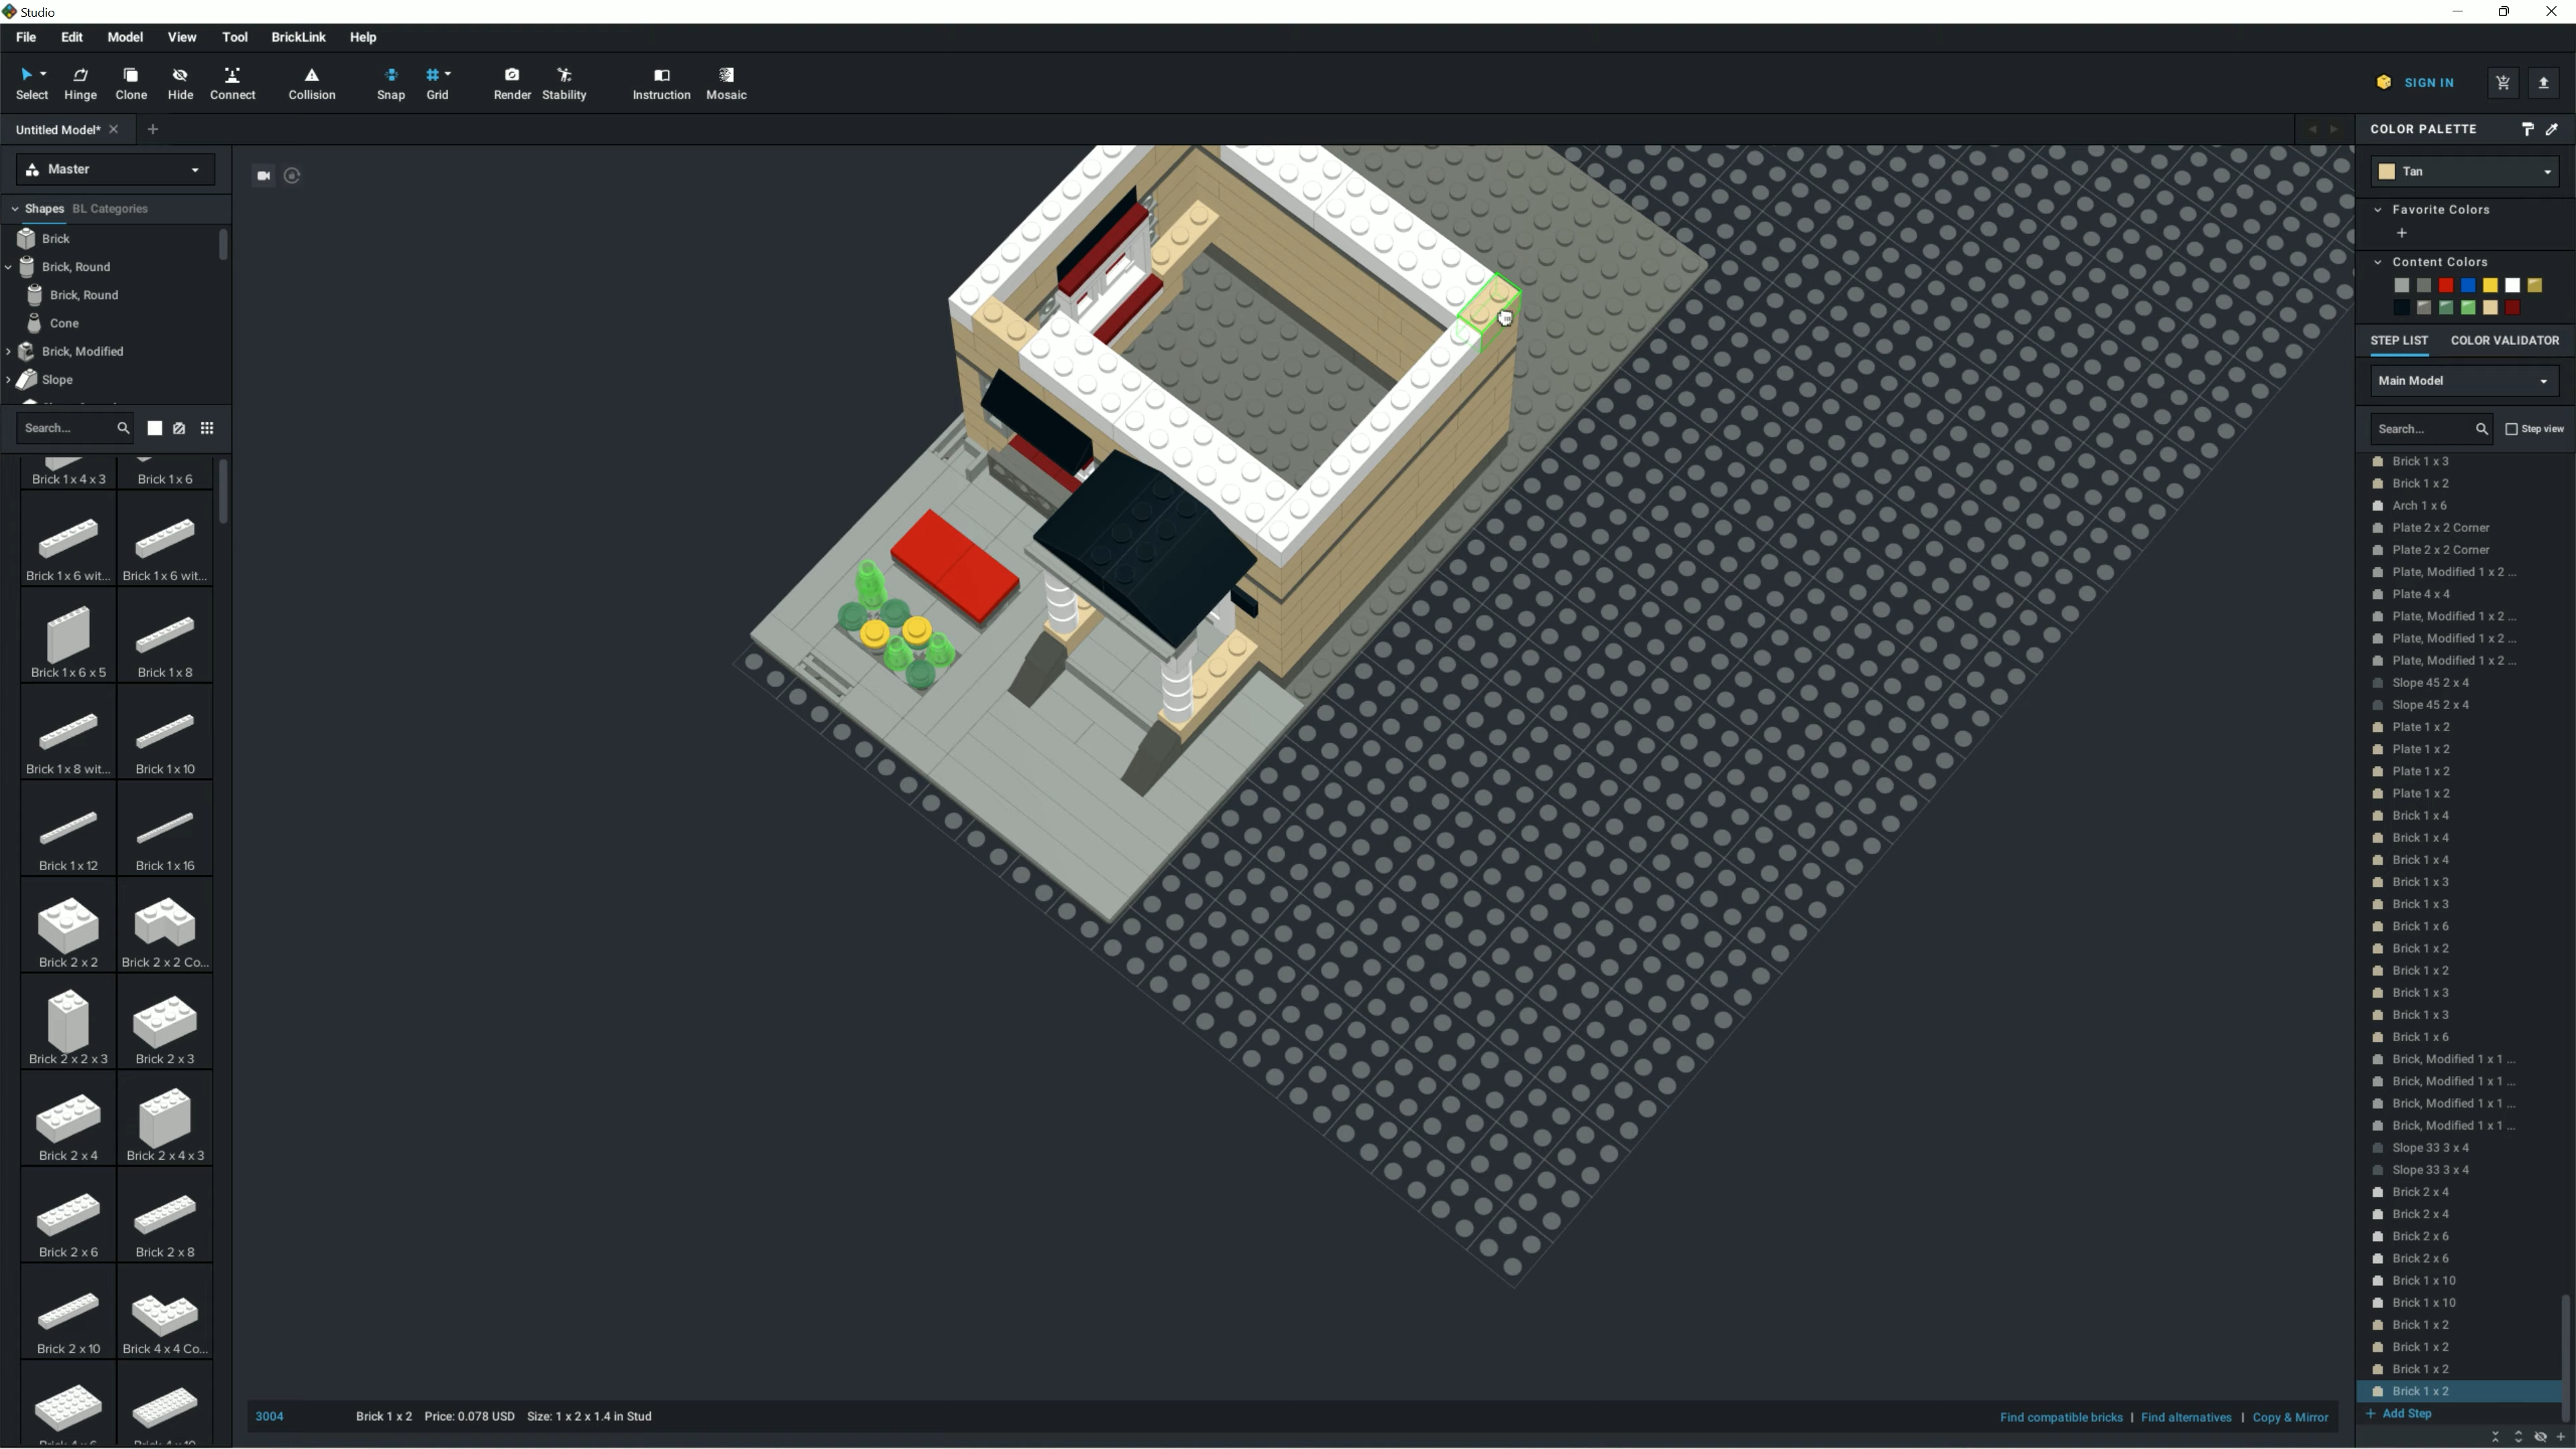 Studio
File Edit Model View Tool BrickLink Help
Select Hinge Clone Hide Connect Collision Snap Grid Render Stability Instruction Mosaic SIGN IN
Untitled Model* COLOR PALETTE
Master
Tan
Shapes BL Categories
Favorite Colors
Brick
Brick, Round
Content Colors
Brick, Round
Cone
STEP LIST COLOR VALIDATOR
Brick, Modified
Slope
Main Model
Search...
Search... Step view
Brick 1 x 4 x 3 Brick 1 x 6
Brick 1 x 6 wit... Brick 1 x 6 wit...
Brick 1 x 6 x 5 Brick 1 x 8
Brick 1 x 8 wit... Brick 1 x 10
Brick 1 x 12 Brick 1 x 16
Brick 2 x 2 Brick 2 x 2 Co...
Brick 2 x 2 x 3 Brick 2 x 3
Brick 2 x 4 Brick 2 x 4 x 3
Brick 2 x 6 Brick 2 x 8
Brick 2 x 10 Brick 4 x 4 Co...
Brick 1 x 3
Brick 1 x 2
Arch 1 x 6
Plate 2 x 2 Corner
Plate 2 x 2 Corner
Plate, Modified 1 x 2 ...
Plate 4 x 4
Plate, Modified 1 x 2 ...
Plate, Modified 1 x 2 ...
Plate, Modified 1 x 2 ...
Slope 45 2 x 4
Slope 45 2 x 4
Plate 1 x 2
Plate 1 x 2
Plate 1 x 2
Plate 1 x 2
Brick 1 x 4
Brick 1 x 4
Brick 1 x 4
Brick 1 x 3
Brick 1 x 3
Brick 1 x 6
Brick 1 x 2
Brick 1 x 2
Brick 1 x 3
Brick 1 x 3
Brick 1 x 6
Brick, Modified 1 x 1 ...
Brick, Modified 1 x 1 ...
Brick, Modified 1 x 1 ...
Brick, Modified 1 x 1 ...
Slope 33 3 x 4
Slope 33 3 x 4
Brick 2 x 4
Brick 2 x 4
Brick 2 x 6
Brick 2 x 6
Brick 1 x 10
Brick 1 x 10
Brick 1 x 2
Brick 1 x 2
Brick 1 x 2
Brick 1 x 2
+ Add Step
3004 Brick 1 x 2 Price: 0.078 USD Size: 1 x 2 x 1.4 in Stud Find compatible bricks | Find alternatives | Copy & Mirror